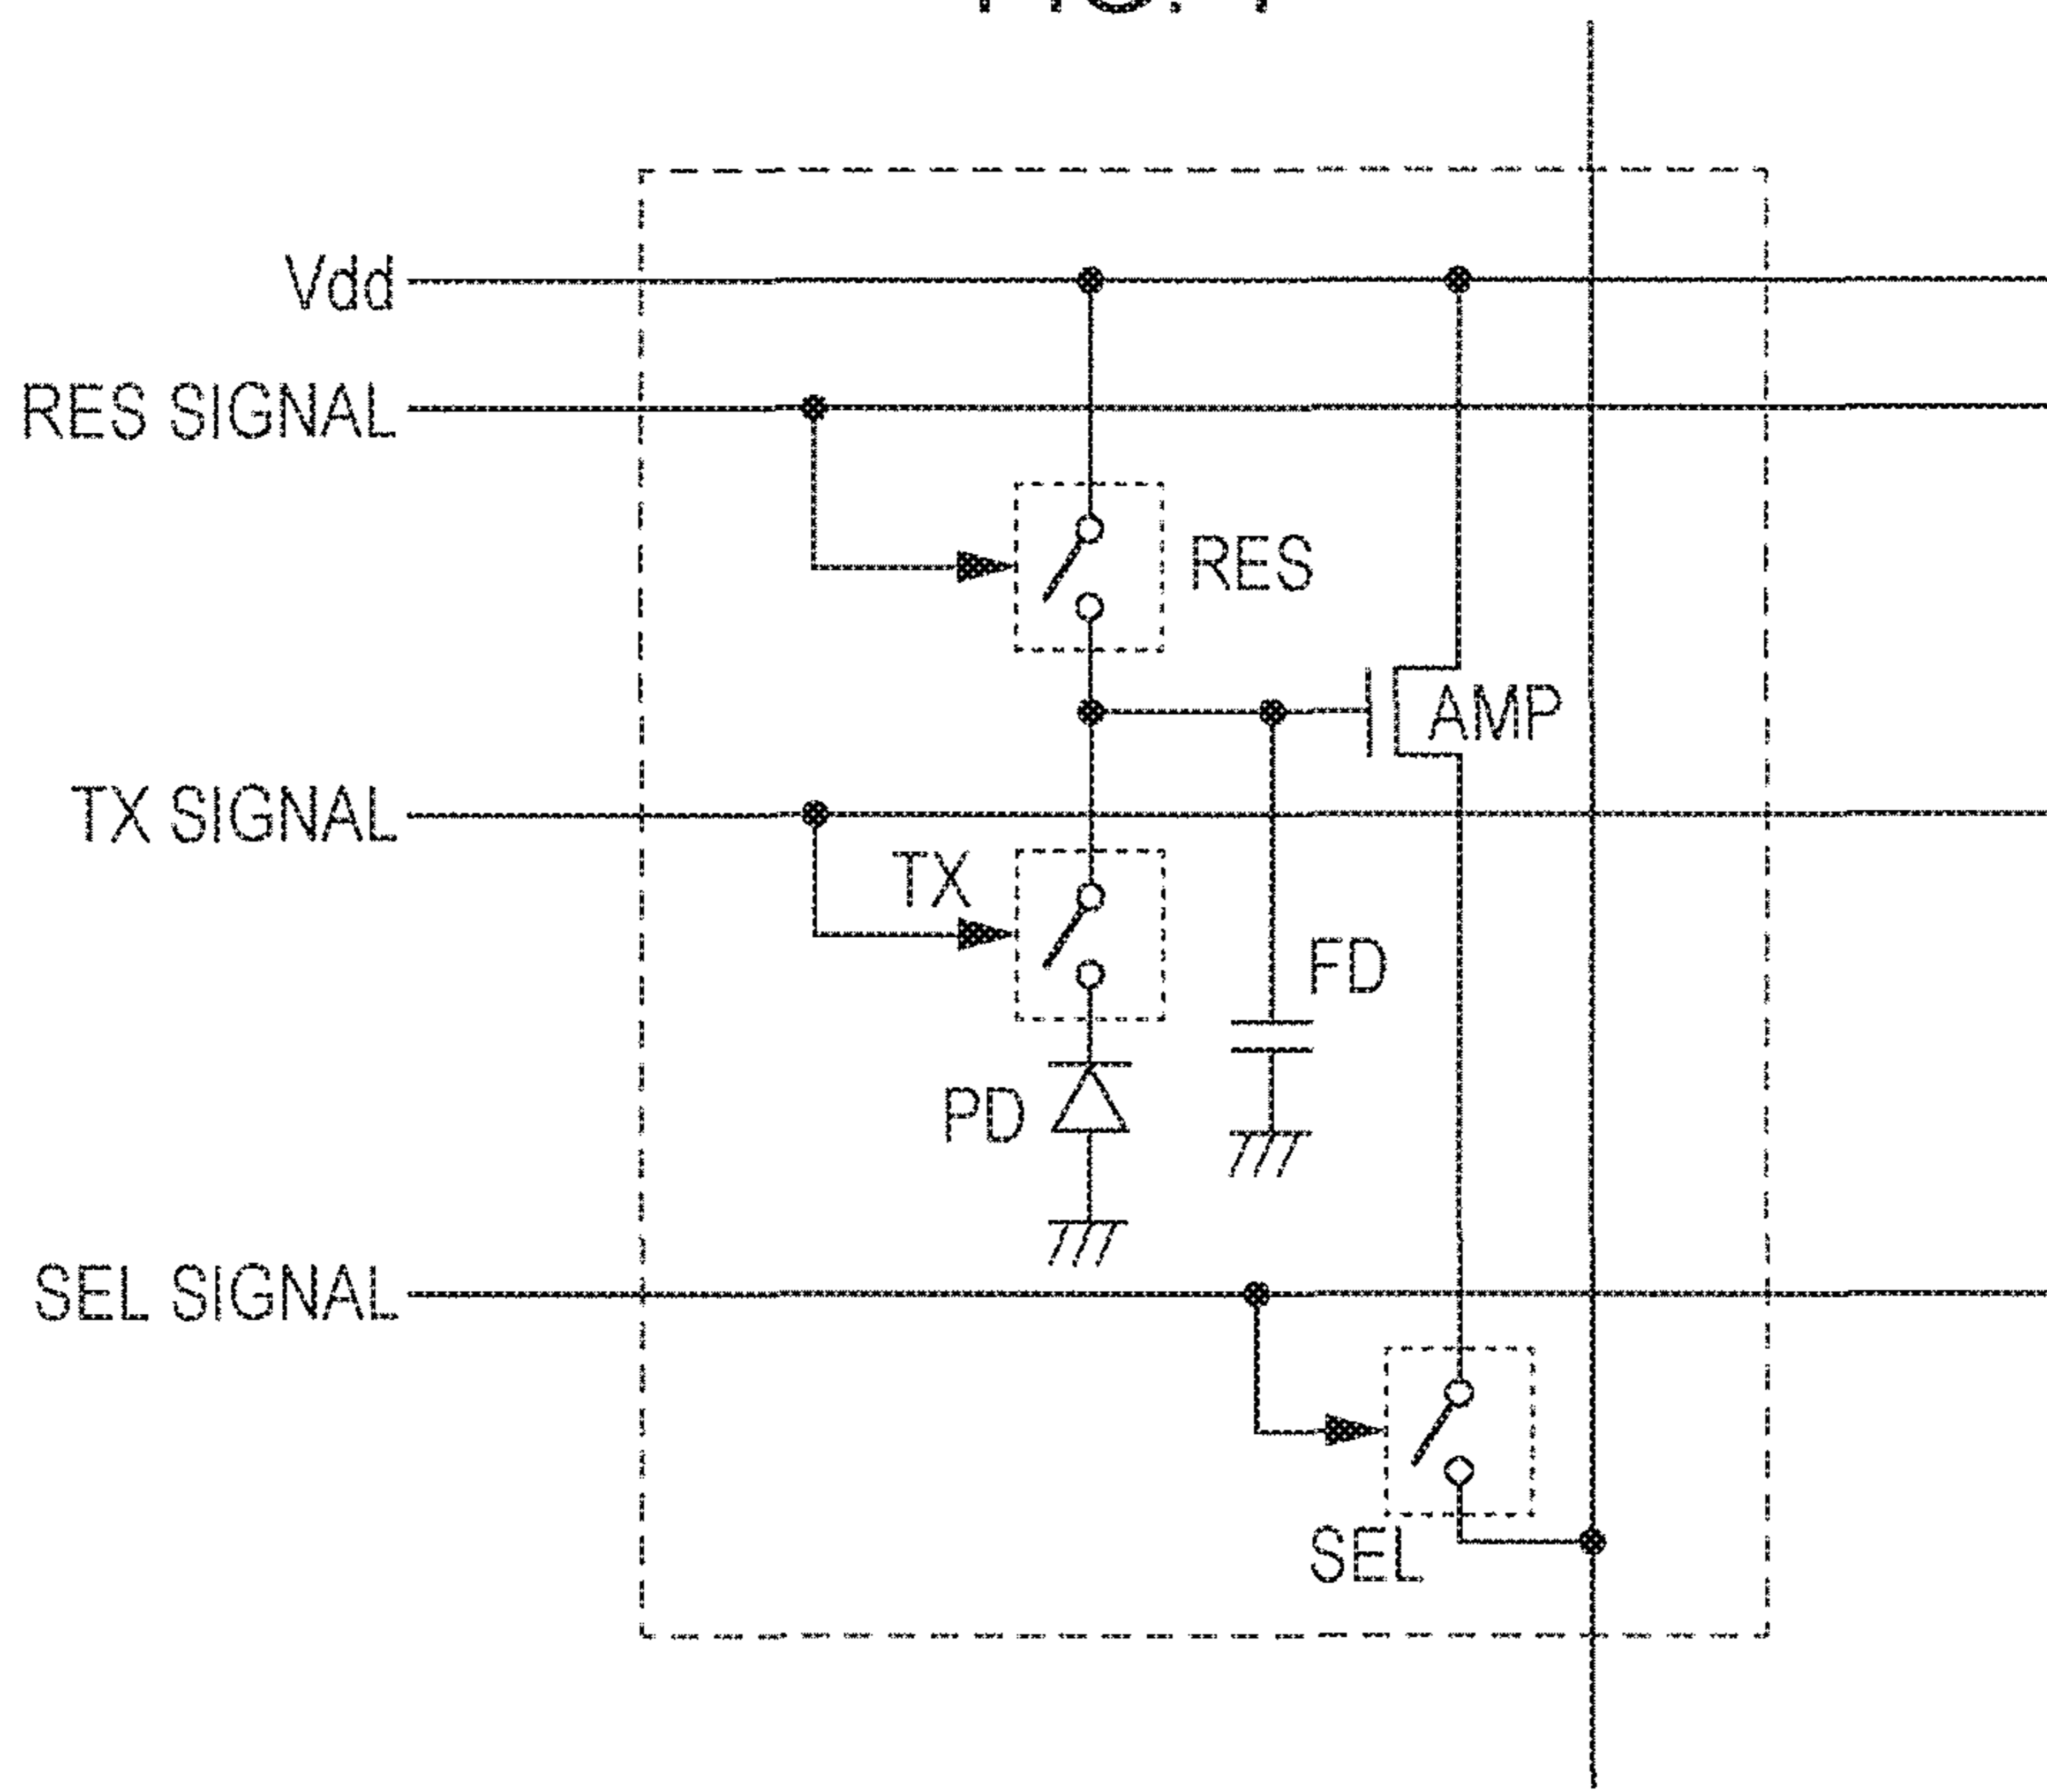 Vdd
RES SIGNAL
RES
AMP
TX SIGNAL
TX
FD
PD
SEL SIGNAL
SEL